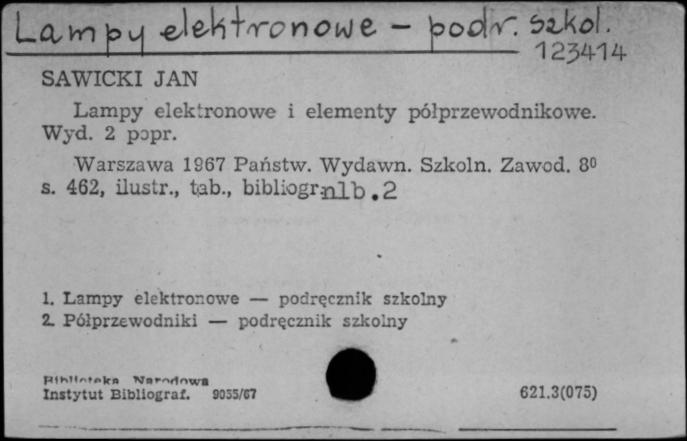 Lampy elektronowe – podr. szkol.
123414
SAWICKI JAN
Lampy elektronowe i elementy półprzewodnikowe.
Wyd. 2 popr.
Warszawa 1967 Państw. Wydawn. Szkoln. Zawod. 8⁰
s. 462, ilustr., tab., bibliogr. nlb.2
1. Lampy elektronowe — podręcznik szkolny
2. Półprzewodniki — podręcznik szkolny
Biblioteka Narodowa
Instytut Bibliograf. 9055/67 621.3(075)